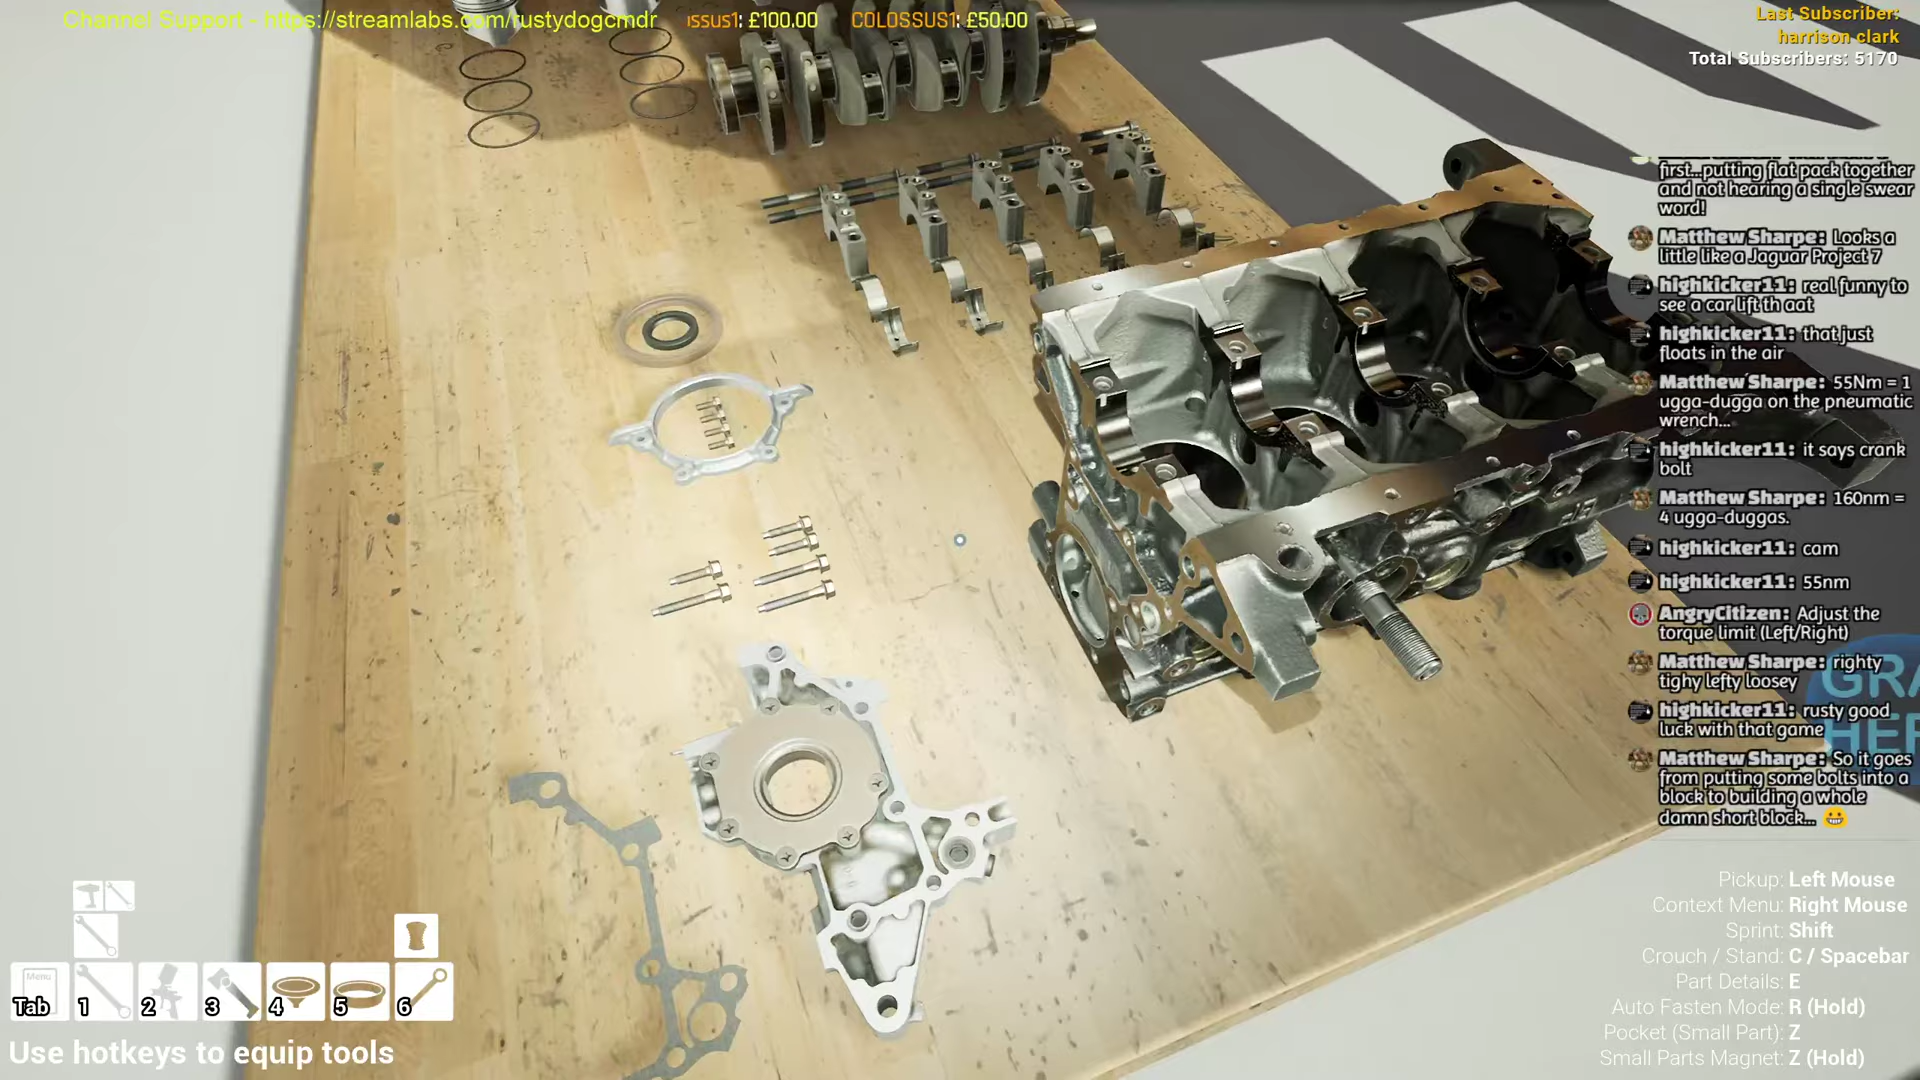 Channel Support - https://streamlabs.com/rustydogcmdr
ıssus1: £100.00
COLOSSUS1: £50.00
Last Subscriber:
harrison clark
Total Subscribers: 5170
first...putting flat pack together
and not hearing a single swear
word!
Matthew Sharpe: Looks a
little like a Jaguar Project 7
highkicker11: real funny to
see a car lift th aat
highkicker11: that just
floats in the air
Matthew Sharpe: 55Nm = 1
ugga-dugga on the pneumatic
wrench...
highkicker11: it says crank
bolt
Matthew Sharpe: 160nm =
4 ugga-duggas.
highkicker11: cam
highkicker11: 55nm
AngryCitizen: Adjust the
torque limit (Left/Right)
Matthew Sharpe: righty
tighy lefty loosey
highkicker11: rusty good
luck with that game
Matthew Sharpe: So it goes
from putting some bolts into a
block to building a whole
damn short block... 😬
GRA
HER
Pickup: Left Mouse
Context Menu: Right Mouse
Sprint: Shift
Crouch / Stand: C / Spacebar
Part Details: E
Auto Fasten Mode: R (Hold)
Pocket (Small Part): Z
Small Parts Magnet: Z (Hold)
Menu
Tab 1 2 3 4 5 6
Use hotkeys to equip tools